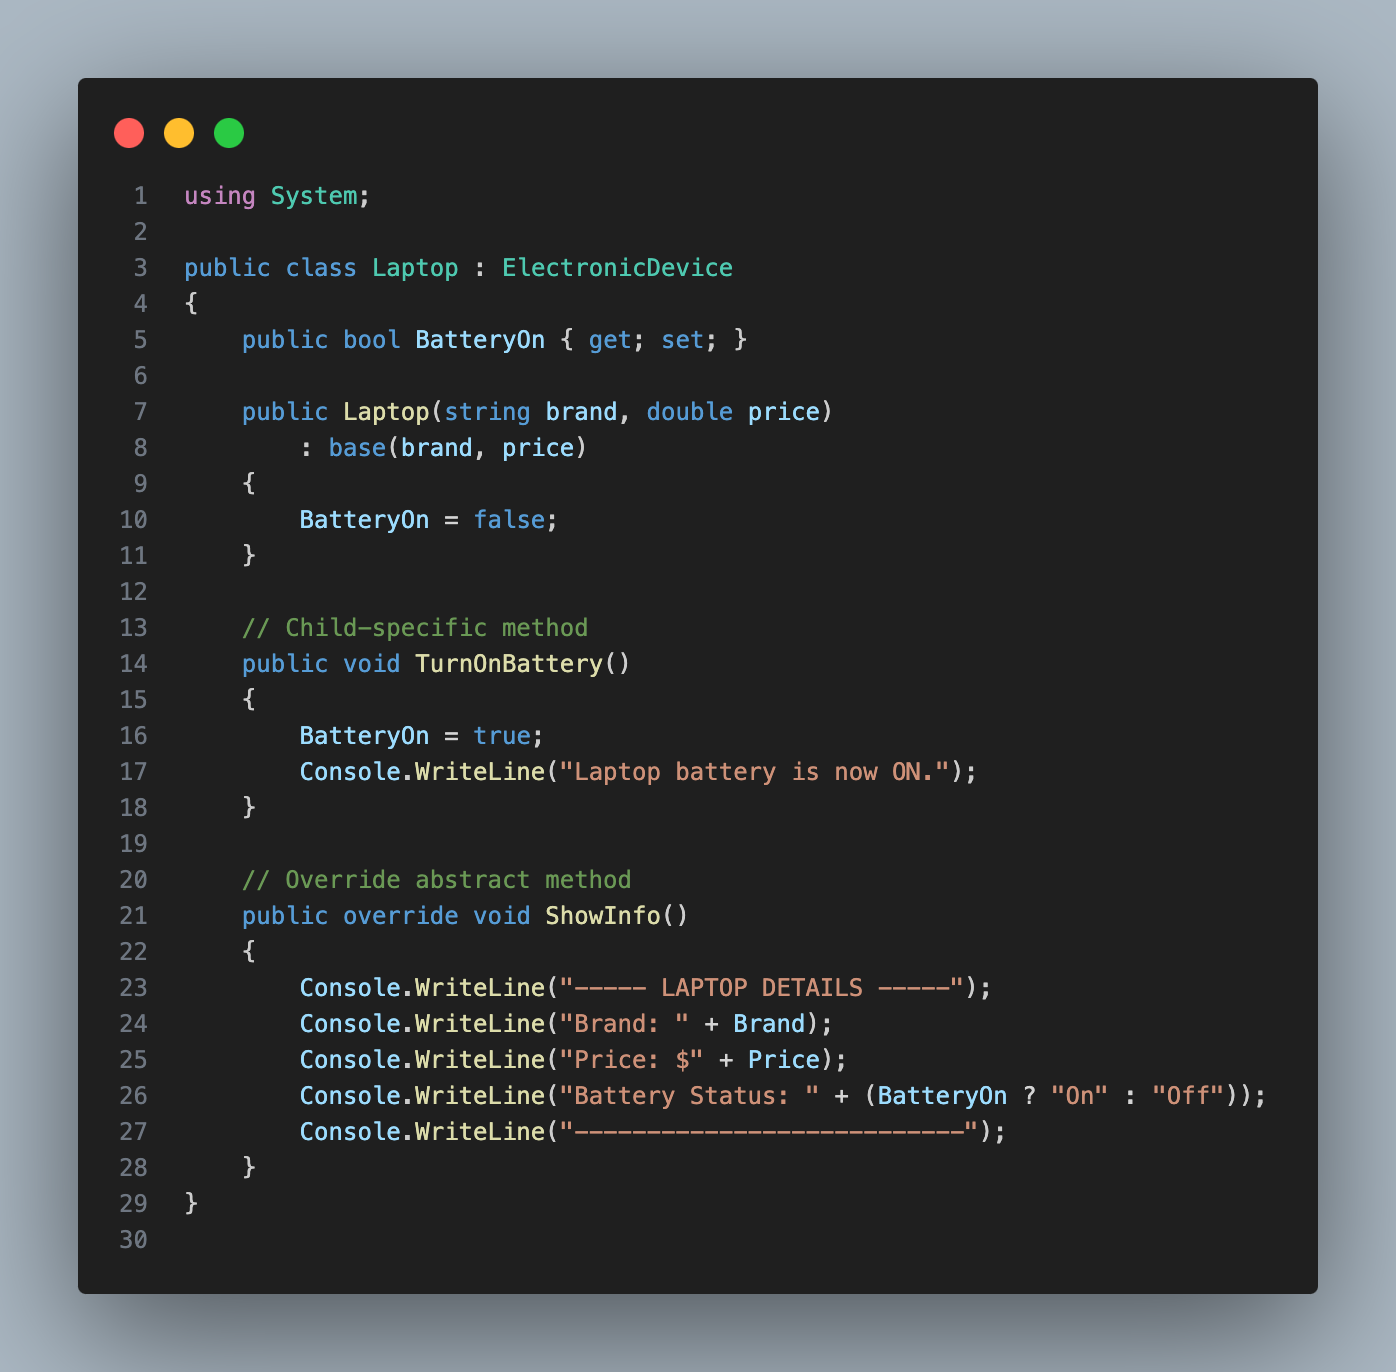 1 using System;
2
3 public class Laptop : ElectronicDevice
4 {
5     public bool BatteryOn { get; set; }
6
7     public Laptop(string brand, double price)
8         : base(brand, price)
9     {
10         BatteryOn = false;
11     }
12
13     // Child-specific method
14     public void TurnOnBattery()
15     {
16         BatteryOn = true;
17         Console.WriteLine("Laptop battery is now ON.");
18     }
19
20     // Override abstract method
21     public override void ShowInfo()
22     {
23         Console.WriteLine("----- LAPTOP DETAILS -----");
24         Console.WriteLine("Brand: " + Brand);
25         Console.WriteLine("Price: $" + Price);
26         Console.WriteLine("Battery Status: " + (BatteryOn ? "On" : "Off"));
27         Console.WriteLine("---------------------------");
28     }
29 }
30